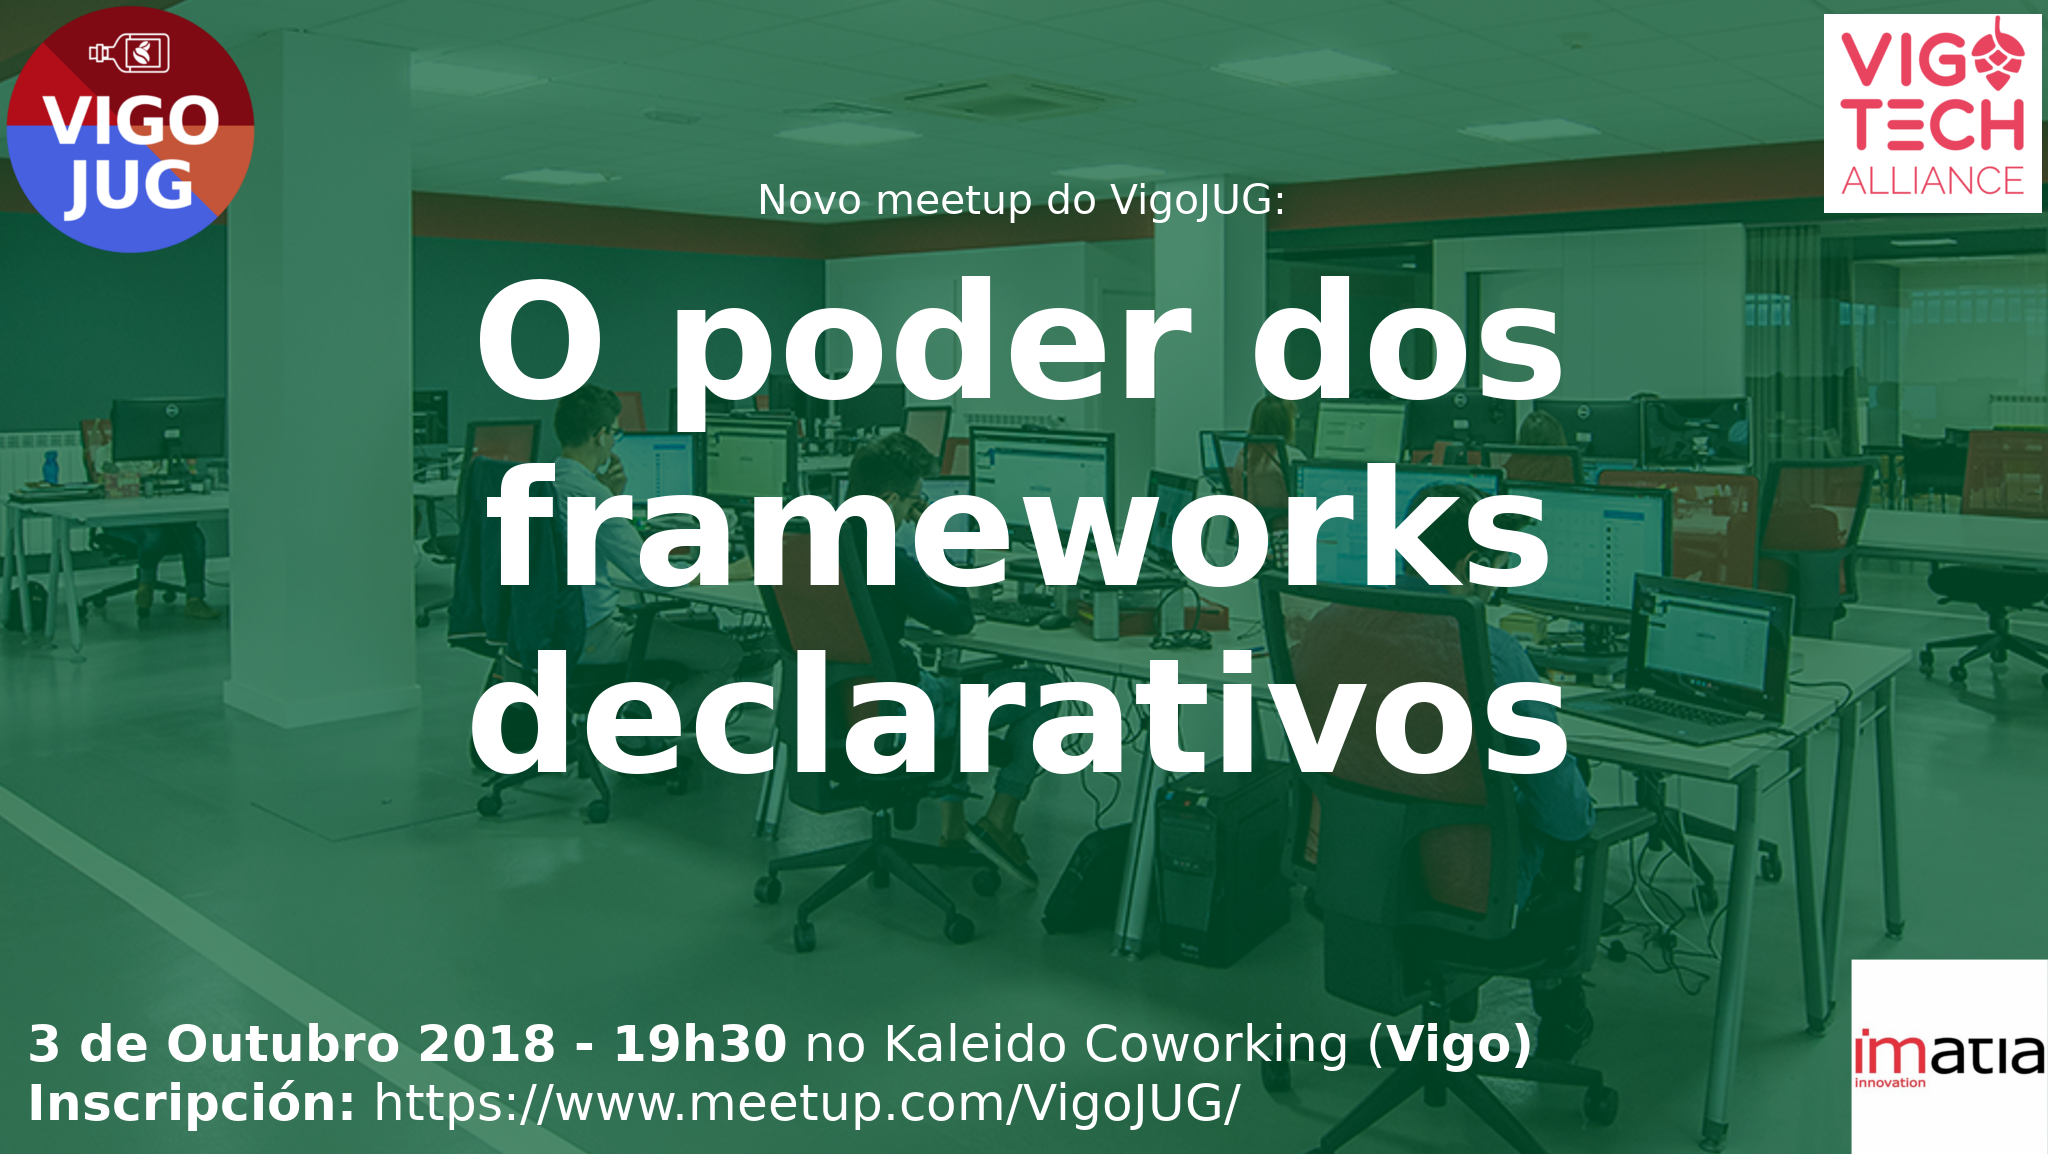 VIGO
JUG
VIGO
TECH
ALLIANCE
Novo meetup do VigoJUG:
O poder dos
frameworks
declarativos
3 de Outubro 2018 - 19h30 no Kaleido Coworking (Vigo)
Inscripción: https://www.meetup.com/VigoJUG/
imatia
innovation